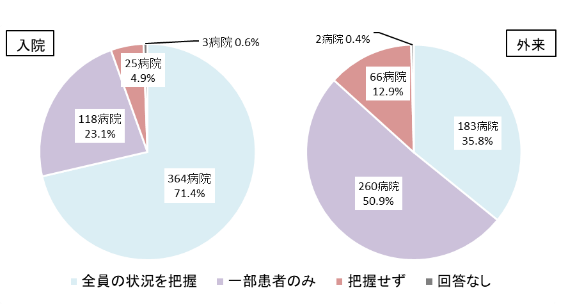 入院
3病院 0.6%
25病院
4.9%
118病院
23.1%
364病院
71.4%
外来
2病院 0.4%
66病院
12.9%
183病院
35.8%
260病院
50.9%
全員の状況を把握 一部患者のみ 把握せず 回答なし